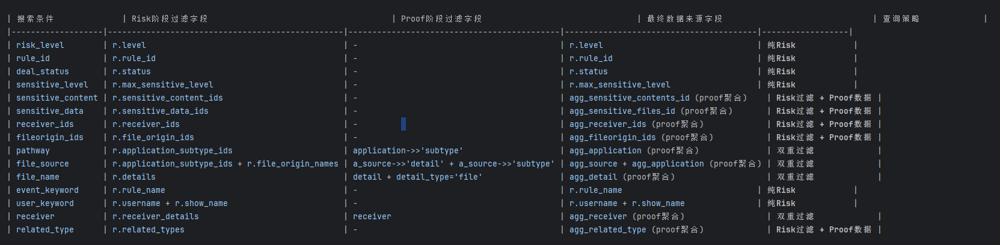 | 搜索条件 | Risk阶段过滤字段 | Proof阶段过滤字段 | 最终数据来源字段 | 查询策略 |
|-------------------|--------------------------------------------------|--------------------------------------------|----------------------------------------|------------------|
| risk_level | r.level | - | r.level | 纯Risk |
| rule_id | r.rule_id | - | r.rule_id | 纯Risk |
| deal_status | r.status | - | r.status | 纯Risk |
| sensitive_level | r.max_sensitive_level | - | r.max_sensitive_level | 纯Risk |
| sensitive_content | r.sensitive_content_ids | - | agg_sensitive_contents_id (proof聚合) | Risk过滤 + Proof数据 |
| sensitive_data | r.sensitive_data_ids | - | agg_sensitive_files_id (proof聚合) | Risk过滤 + Proof数据 |
| receiver_ids | r.receiver_ids | - | agg_receiver_ids (proof聚合) | Risk过滤 + Proof数据 |
| fileorigin_ids | r.file_origin_ids | - | agg_fileorigin_ids (proof聚合) | Risk过滤 + Proof数据 |
| pathway | r.application_subtype_ids | application->>'subtype' | agg_application (proof聚合) | 双重过滤 |
| file_source | r.application_subtype_ids + r.file_origin_names | a_source->>'detail' + a_source->>'subtype' | agg_source + agg_application (proof聚合) | 双重过滤 |
| file_name | r.details | detail + detail_type='file' | agg_detail (proof聚合) | 双重过滤 |
| event_keyword | r.rule_name | - | r.rule_name | 纯Risk |
| user_keyword | r.username + r.show_name | - | r.username + r.show_name | 纯Risk |
| receiver | r.receiver_details | receiver | agg_receiver (proof聚合) | 双重过滤 |
| related_type | r.related_types | - | agg_related_type (proof聚合) | Risk过滤 + Proof数据 |